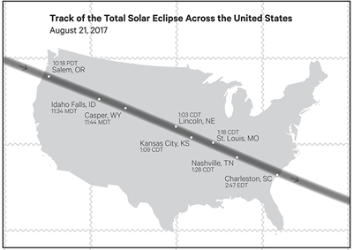 Track of the Total Solar Eclipse Across the United States
August 21, 2017
10:18 PDT
Salem, OR
Idaho Falls, ID
11:34 MDT
Casper, WY
11:44 MDT
1:03 CDT
Lincoln, NE
1:18 CDT
St. Louis, MO
Kansas City, KS
1:09 CDT
Nashville, TN
1:28 CDT
Charleston, SC
2:47 EDT